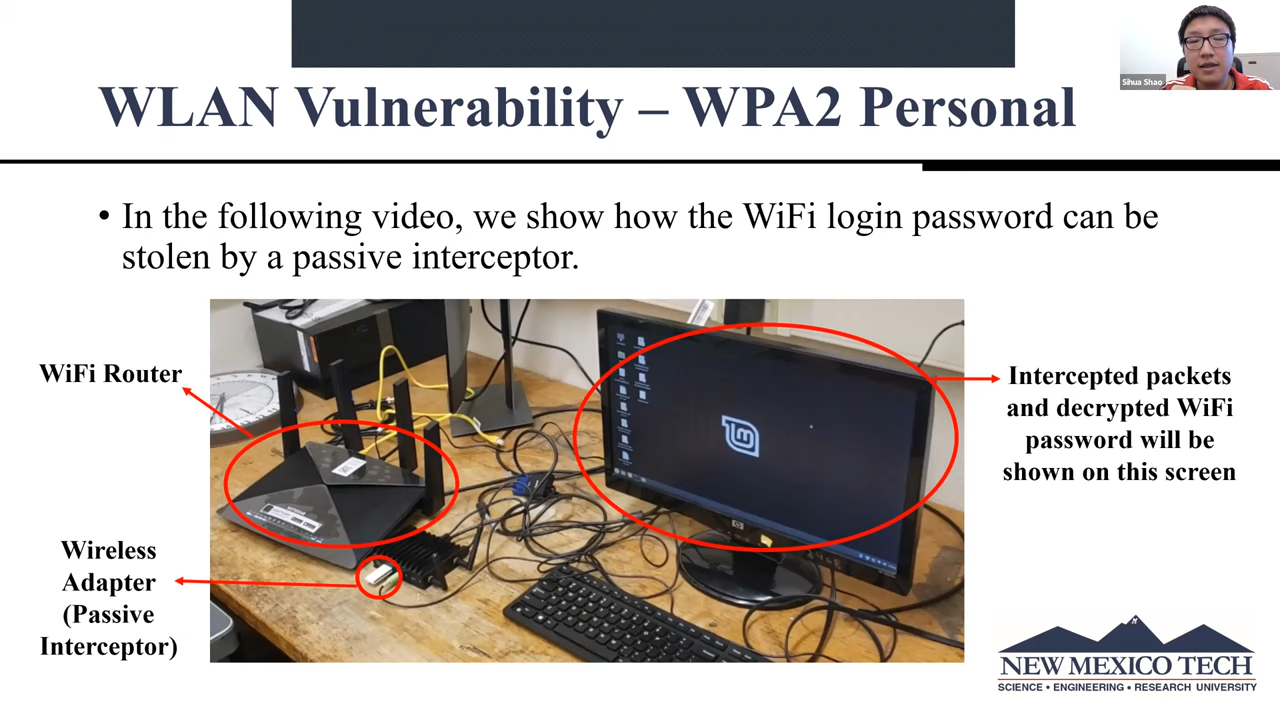 Sihua Shao
WLAN Vulnerability – WPA2 Personal
• In the following video, we show how the WiFi login password can be
stolen by a passive interceptor.
WiFi Router
Wireless
Adapter
(Passive
Interceptor)
Intercepted packets
and decrypted WiFi
password will be
shown on this screen
hp
NEW MEXICO TECH
SCIENCE • ENGINEERING • RESEARCH UNIVERSITY